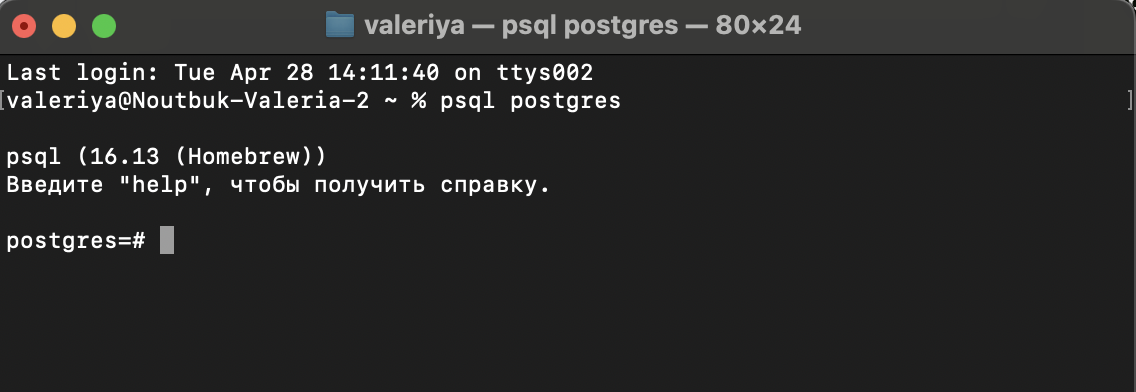 valeriya — psql postgres — 80×24
Last login: Tue Apr 28 14:11:40 on ttys002
[valeriya@Noutbuk-Valeria-2 ~ % psql postgres ]
psql (16.13 (Homebrew))
Введите "help", чтобы получить справку.
postgres=#